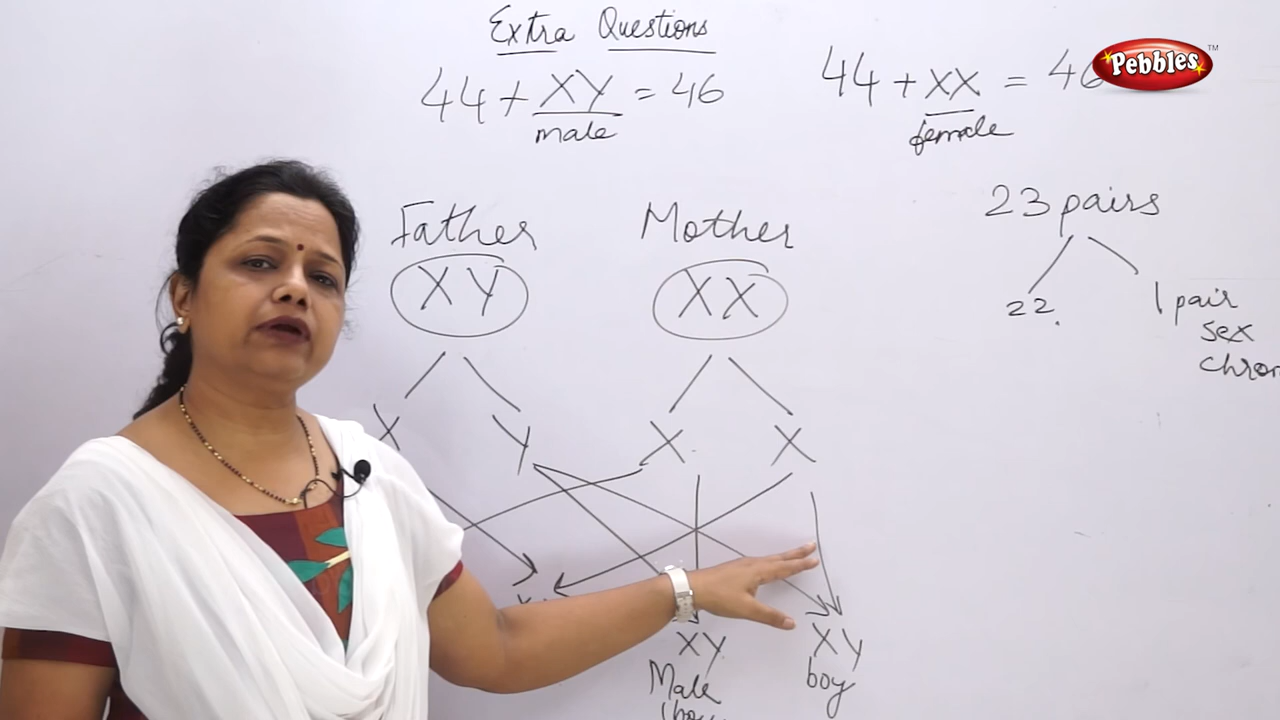 Extra Questions
44 + XY = 46
male
44 + XX = 46
female
Pebbles™
23 pairs
22
1 pair
sex
Father
Mother
XY
XX
X
Y
X
X
XY
Male
XY
boy